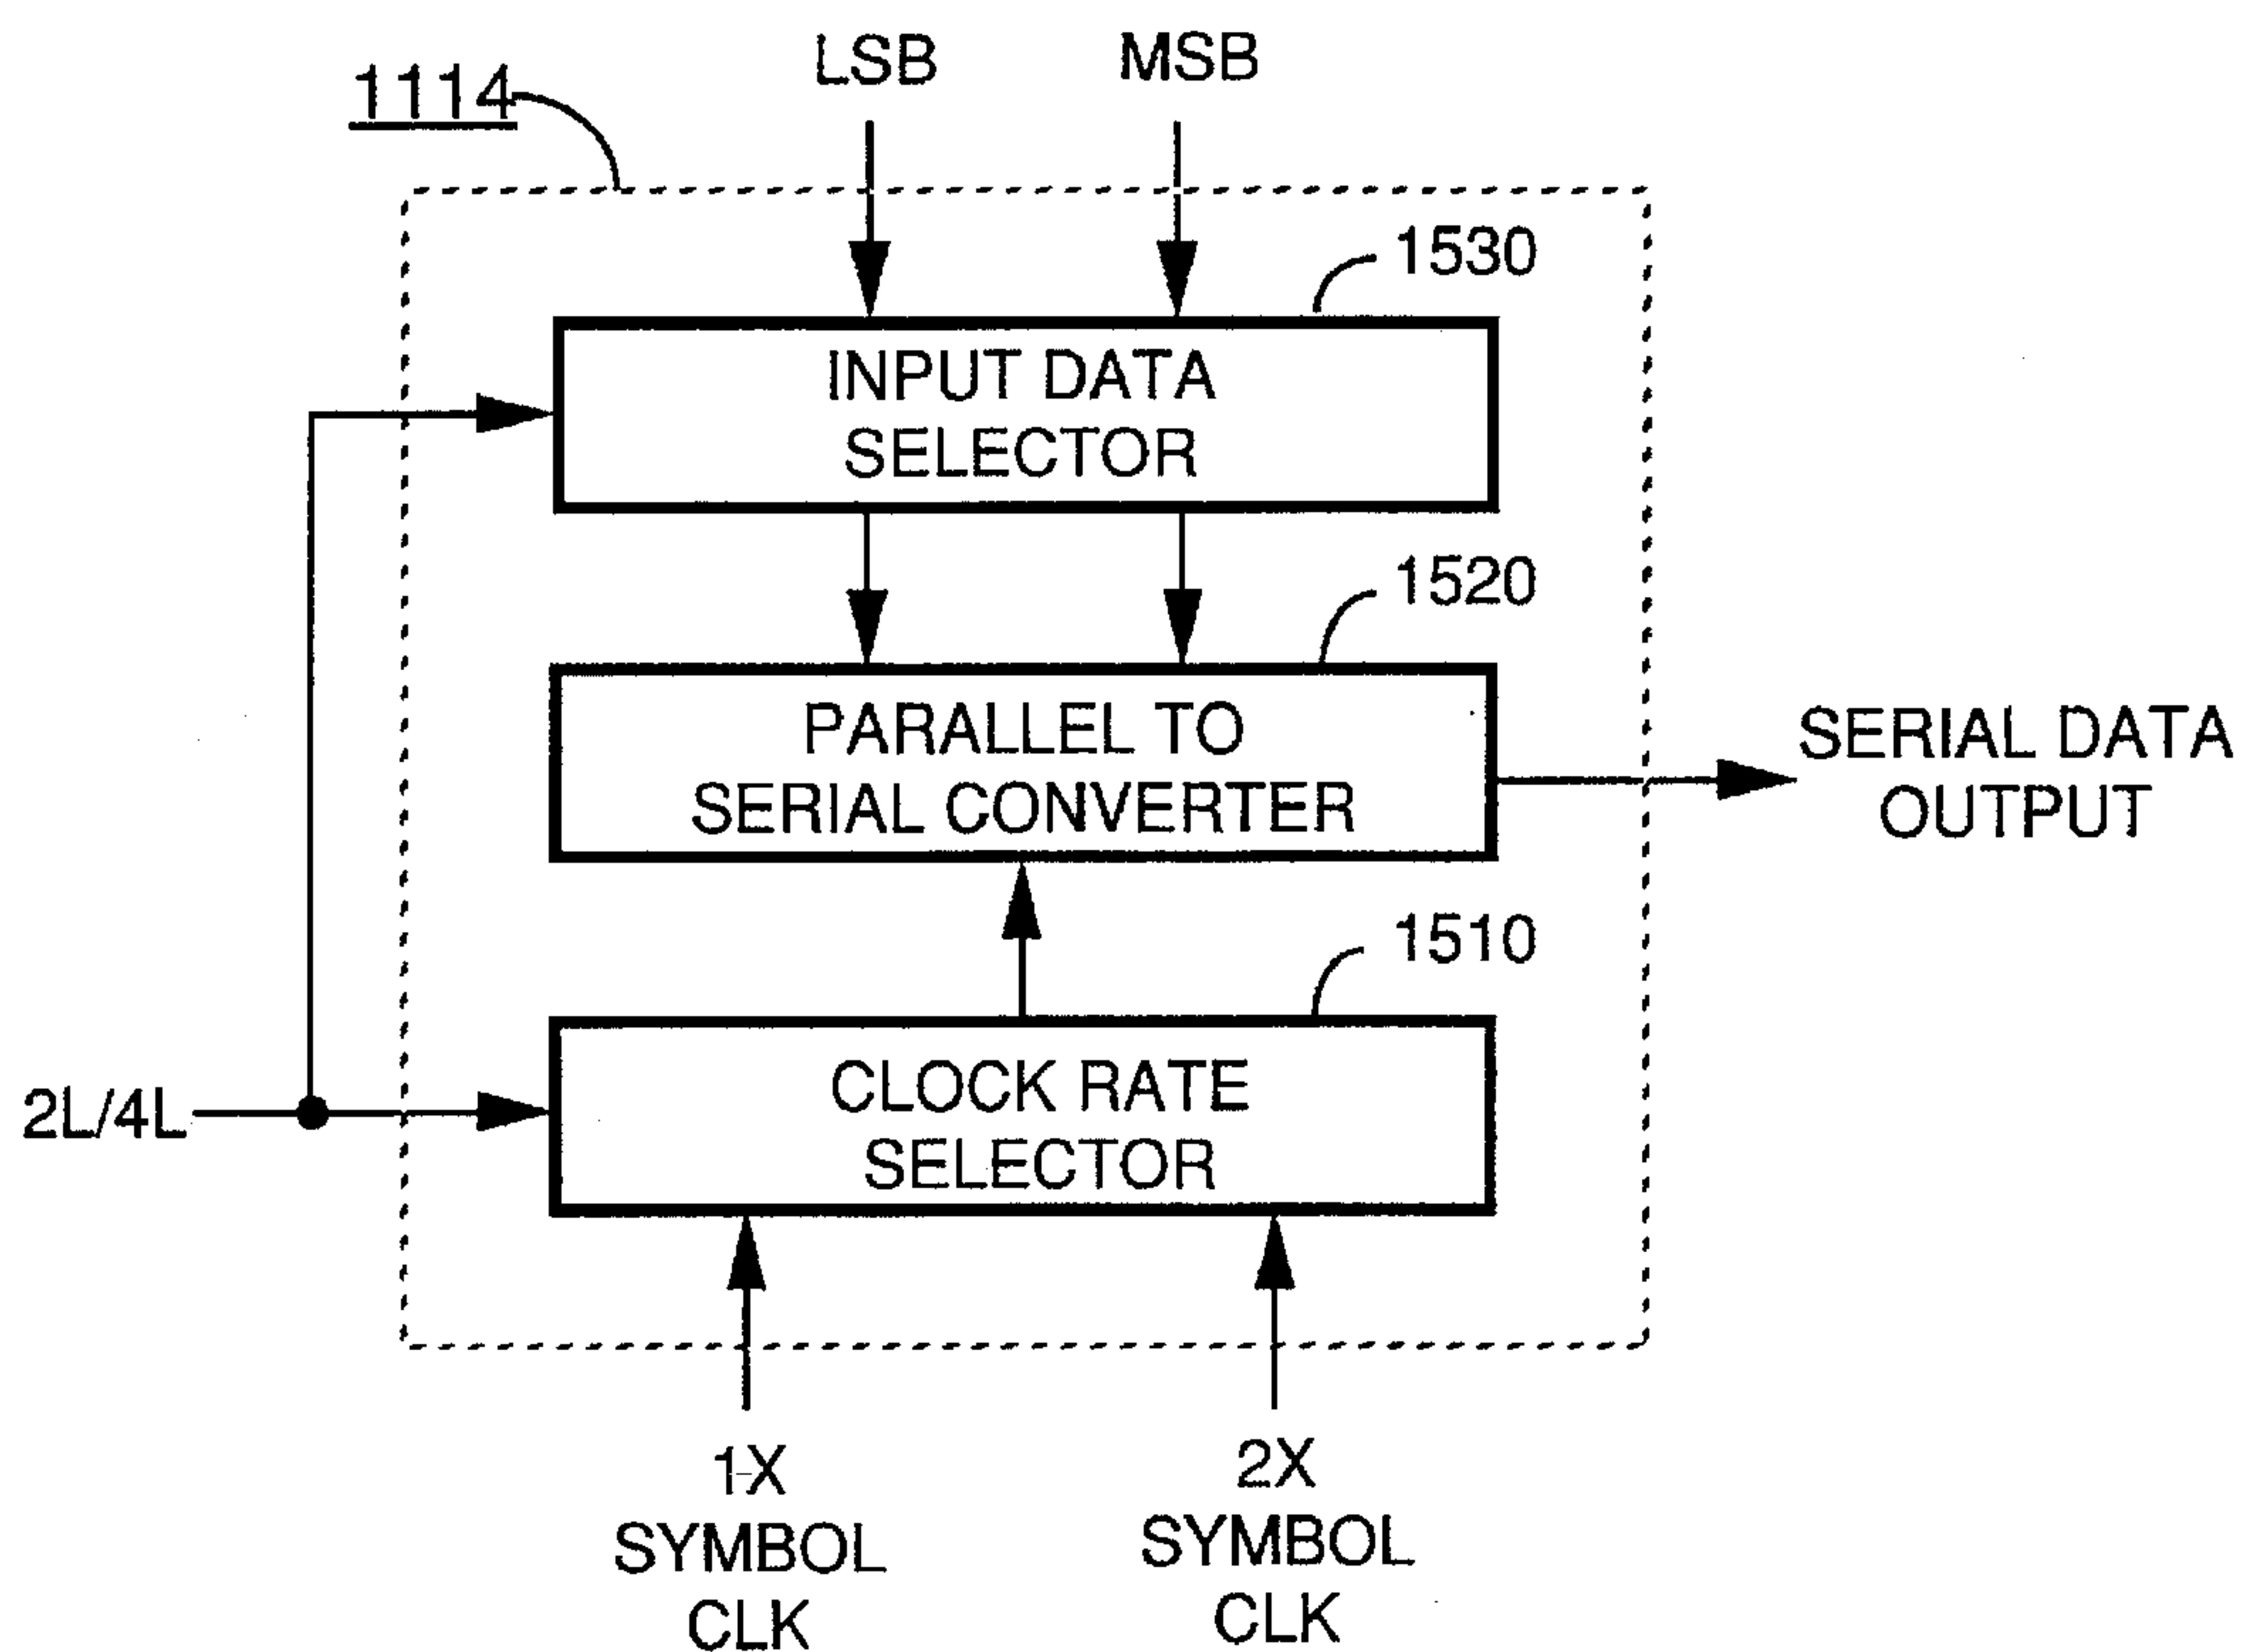 LSB
MSB
1114
1530
INPUT DATA
SELECTOR
1520
PARALLEL TO
SERIAL CONVERTER
SERIAL DATA
OUTPUT
1510
CLOCK RATE
SELECTOR
2L/4L
1X
SYMBOL
CLK
2X
SYMBOL
CLK